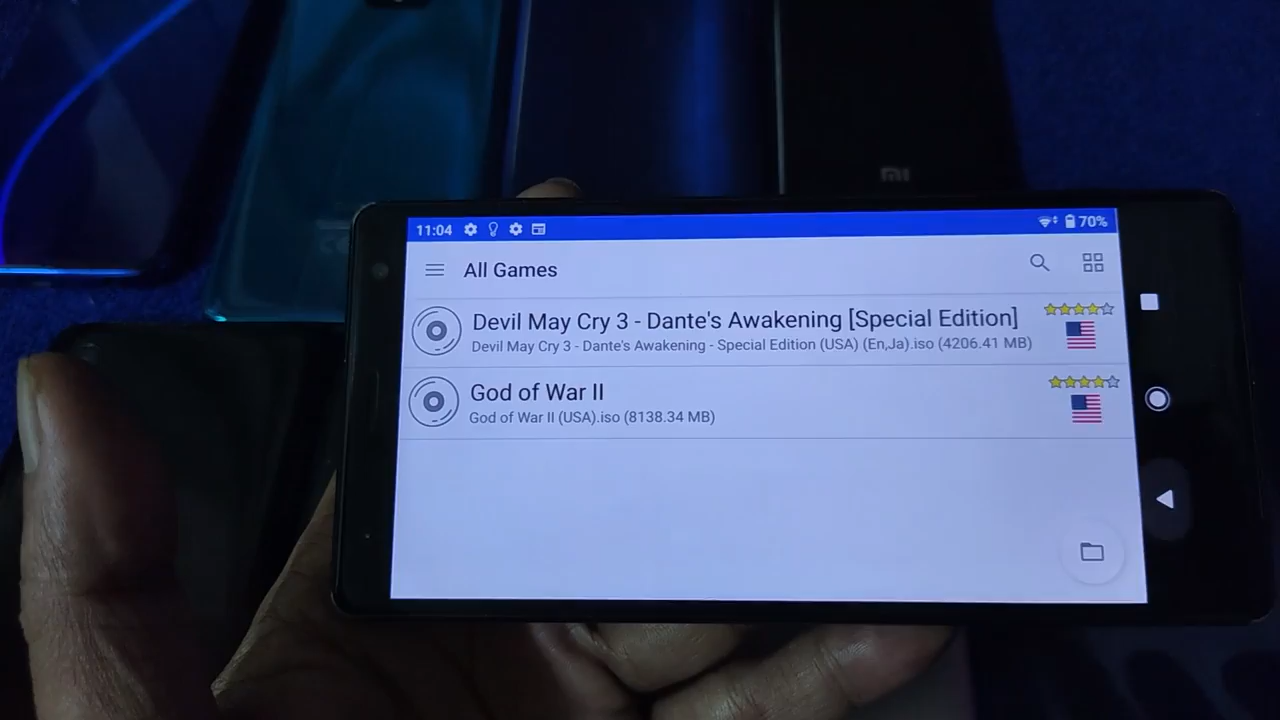 mi
11:04
70%
All Games
Devil May Cry 3 - Dante's Awakening [Special Edition]
Devil May Cry 3 - Dante's Awakening - Special Edition (USA) (En,Ja).iso (4206.41 MB)
God of War II
God of War II (USA).iso (8138.34 MB)